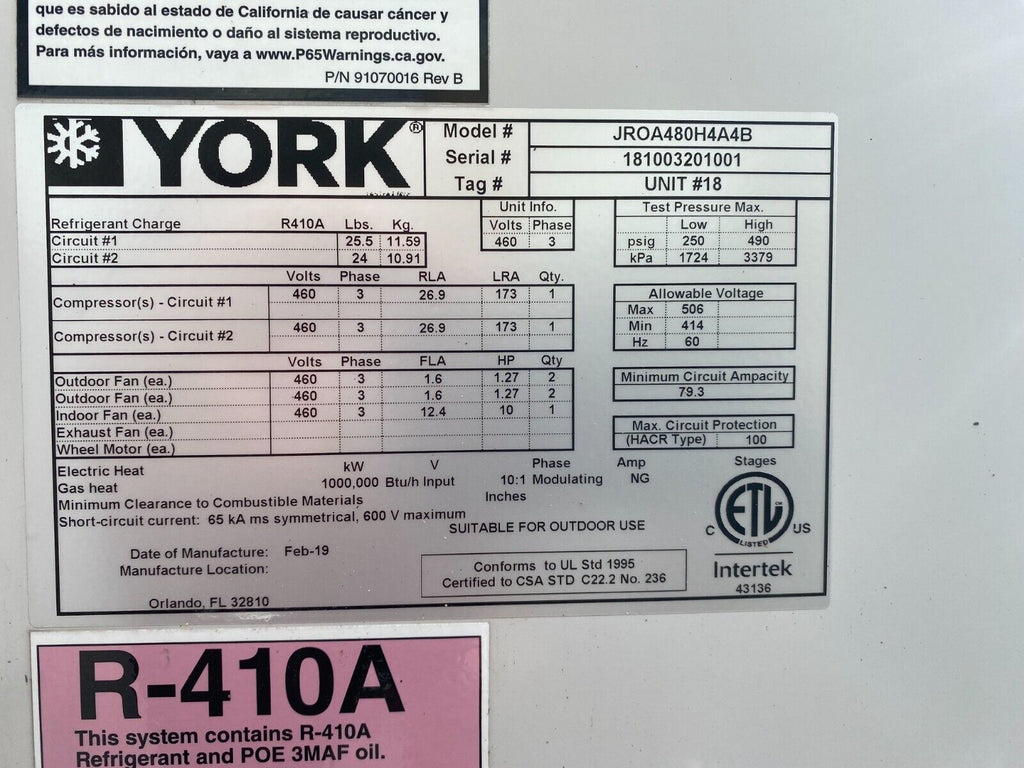 que es sabido al estado de California de causar cáncer y
defectos de nacimiento o daño al sistema reproductivo.
Para más información, vaya a www.P65Warnings.ca.gov.
P/N 91070016 Rev B
YORK®
Model # JROA480H4A4B
Serial # 181003201001
Tag # UNIT #18
Refrigerant Charge R410A Lbs. Kg.
Circuit #1 25.5 11.59
Circuit #2 24 10.91
Unit Info.
Volts Phase
460 3
Test Pressure Max.
Low High
psig 250 490
kPa 1724 3379
Volts Phase RLA LRA Qty.
Compressor(s) - Circuit #1 460 3 26.9 173 1
Compressor(s) - Circuit #2 460 3 26.9 173 1
Allowable Voltage
Max 506
Min 414
Hz 60
Volts Phase FLA HP Qty
Outdoor Fan (ea.) 460 3 1.6 1.27 2
Outdoor Fan (ea.) 460 3 1.6 1.27 2
Indoor Fan (ea.) 460 3 12.4 10 1
Exhaust Fan (ea.)
Wheel Motor (ea.)
Minimum Circuit Ampacity
79.3
Max. Circuit Protection
(HACR Type) 100
Electric Heat kW V Phase Amp Stages
Gas heat 1000,000 Btu/h Input 10:1 Modulating NG
Minimum Clearance to Combustible Materials Inches
Short-circuit current: 65 kA ms symmetrical, 600 V maximum
SUITABLE FOR OUTDOOR USE
Date of Manufacture: Feb-19
Manufacture Location:
Orlando, FL 32810
Conforms to UL Std 1995
Certified to CSA STD C22.2 No. 236
C ETL US
LISTED
Intertek
43136
R-410A
This system contains R-410A
Refrigerant and POE 3MAF oil.